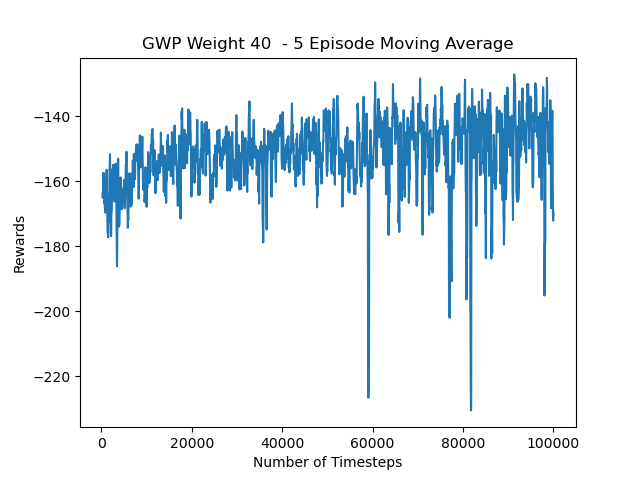 GWP Weight 40  - 5 Episode Moving Average
−140
−160
−180
−200
−220
Rewards
0 20000 40000 60000 80000 100000
Number of Timesteps